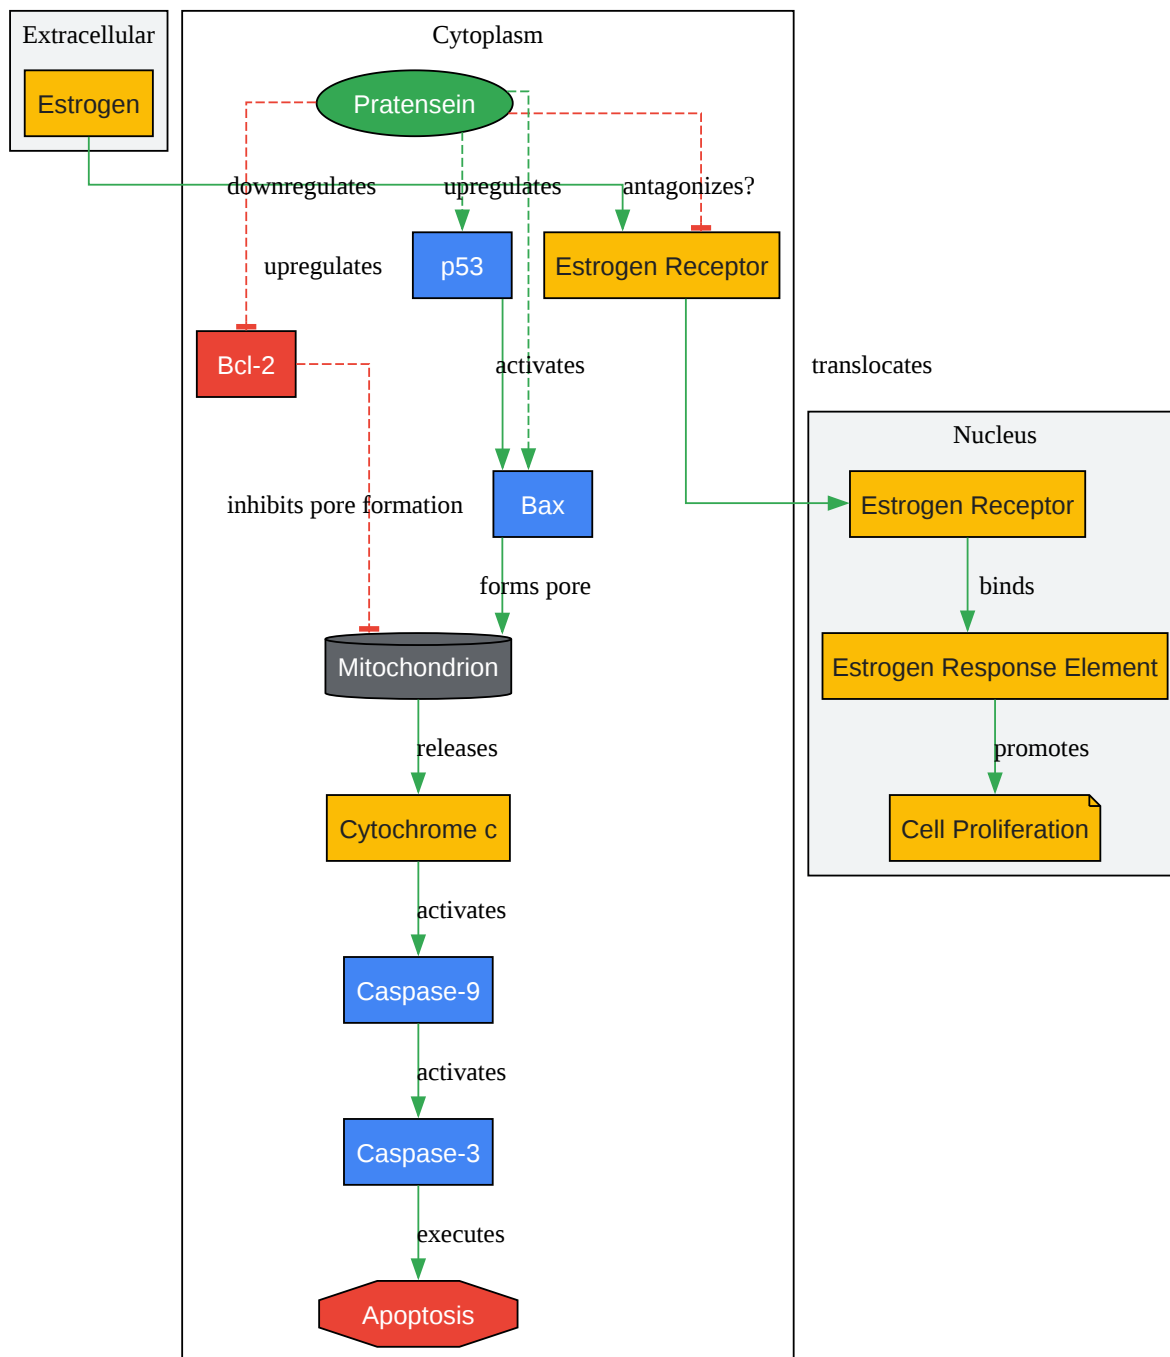 Extracellular
Cytoplasm
Estrogen
Pratensein
downregulates
upregulates
antagonizes?
upregulates
p53
Estrogen Receptor
Bcl-2
activates
translocates
Nucleus
inhibits pore formation
Bax
Estrogen Receptor
forms pore
binds
Mitochondrion
Estrogen Response Element
releases
promotes
Cytochrome c
Cell Proliferation
activates
Caspase-9
activates
Caspase-3
executes
Apoptosis